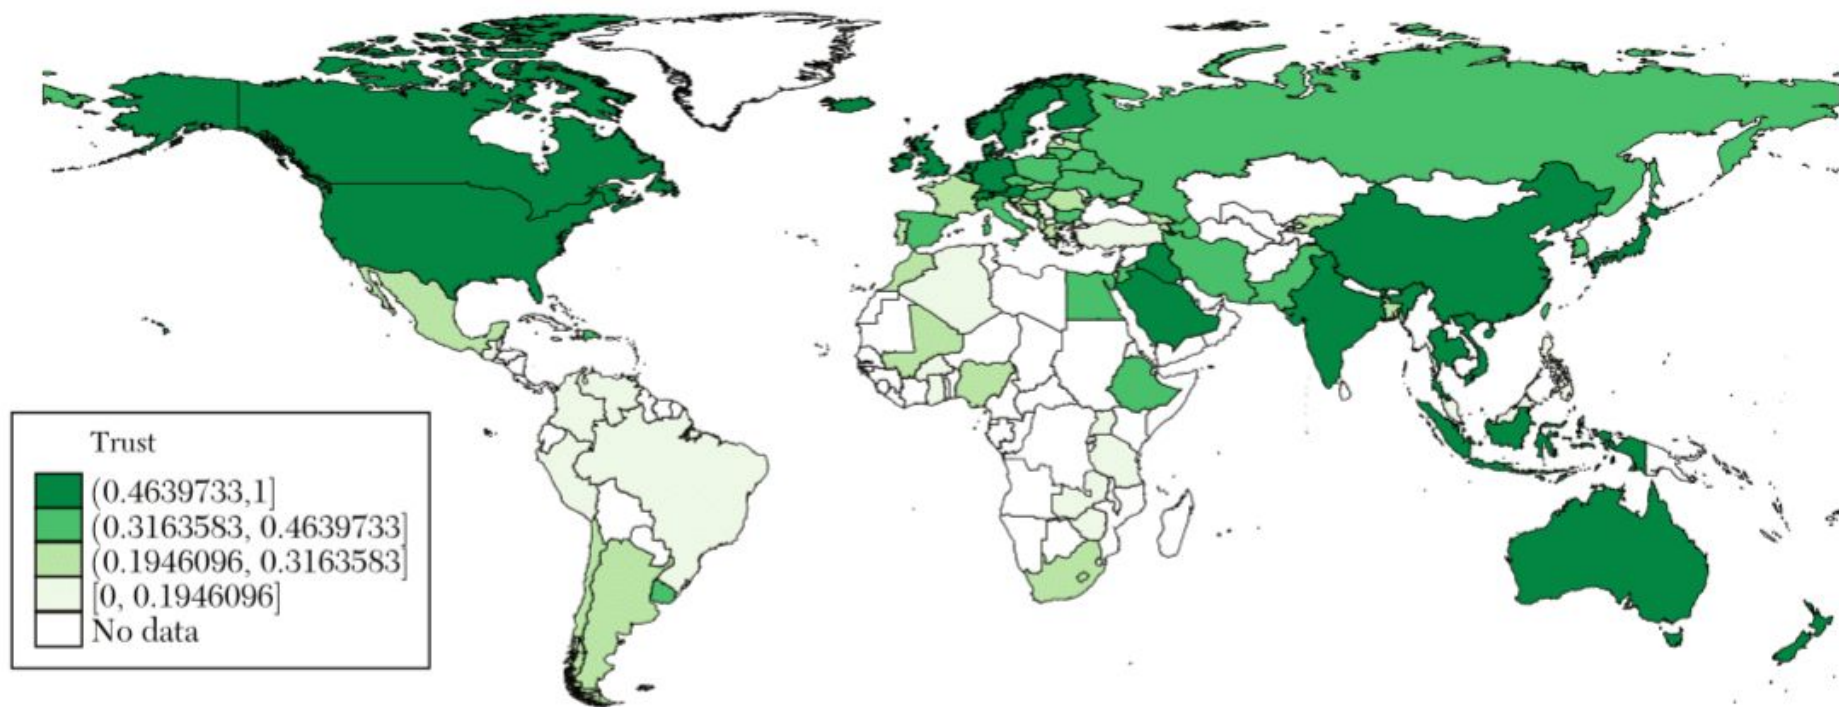 Trust
(0.4639733,1]
(0.3163583, 0.4639733]
(0.1946096, 0.3163583]
[0, 0.1946096]
No data